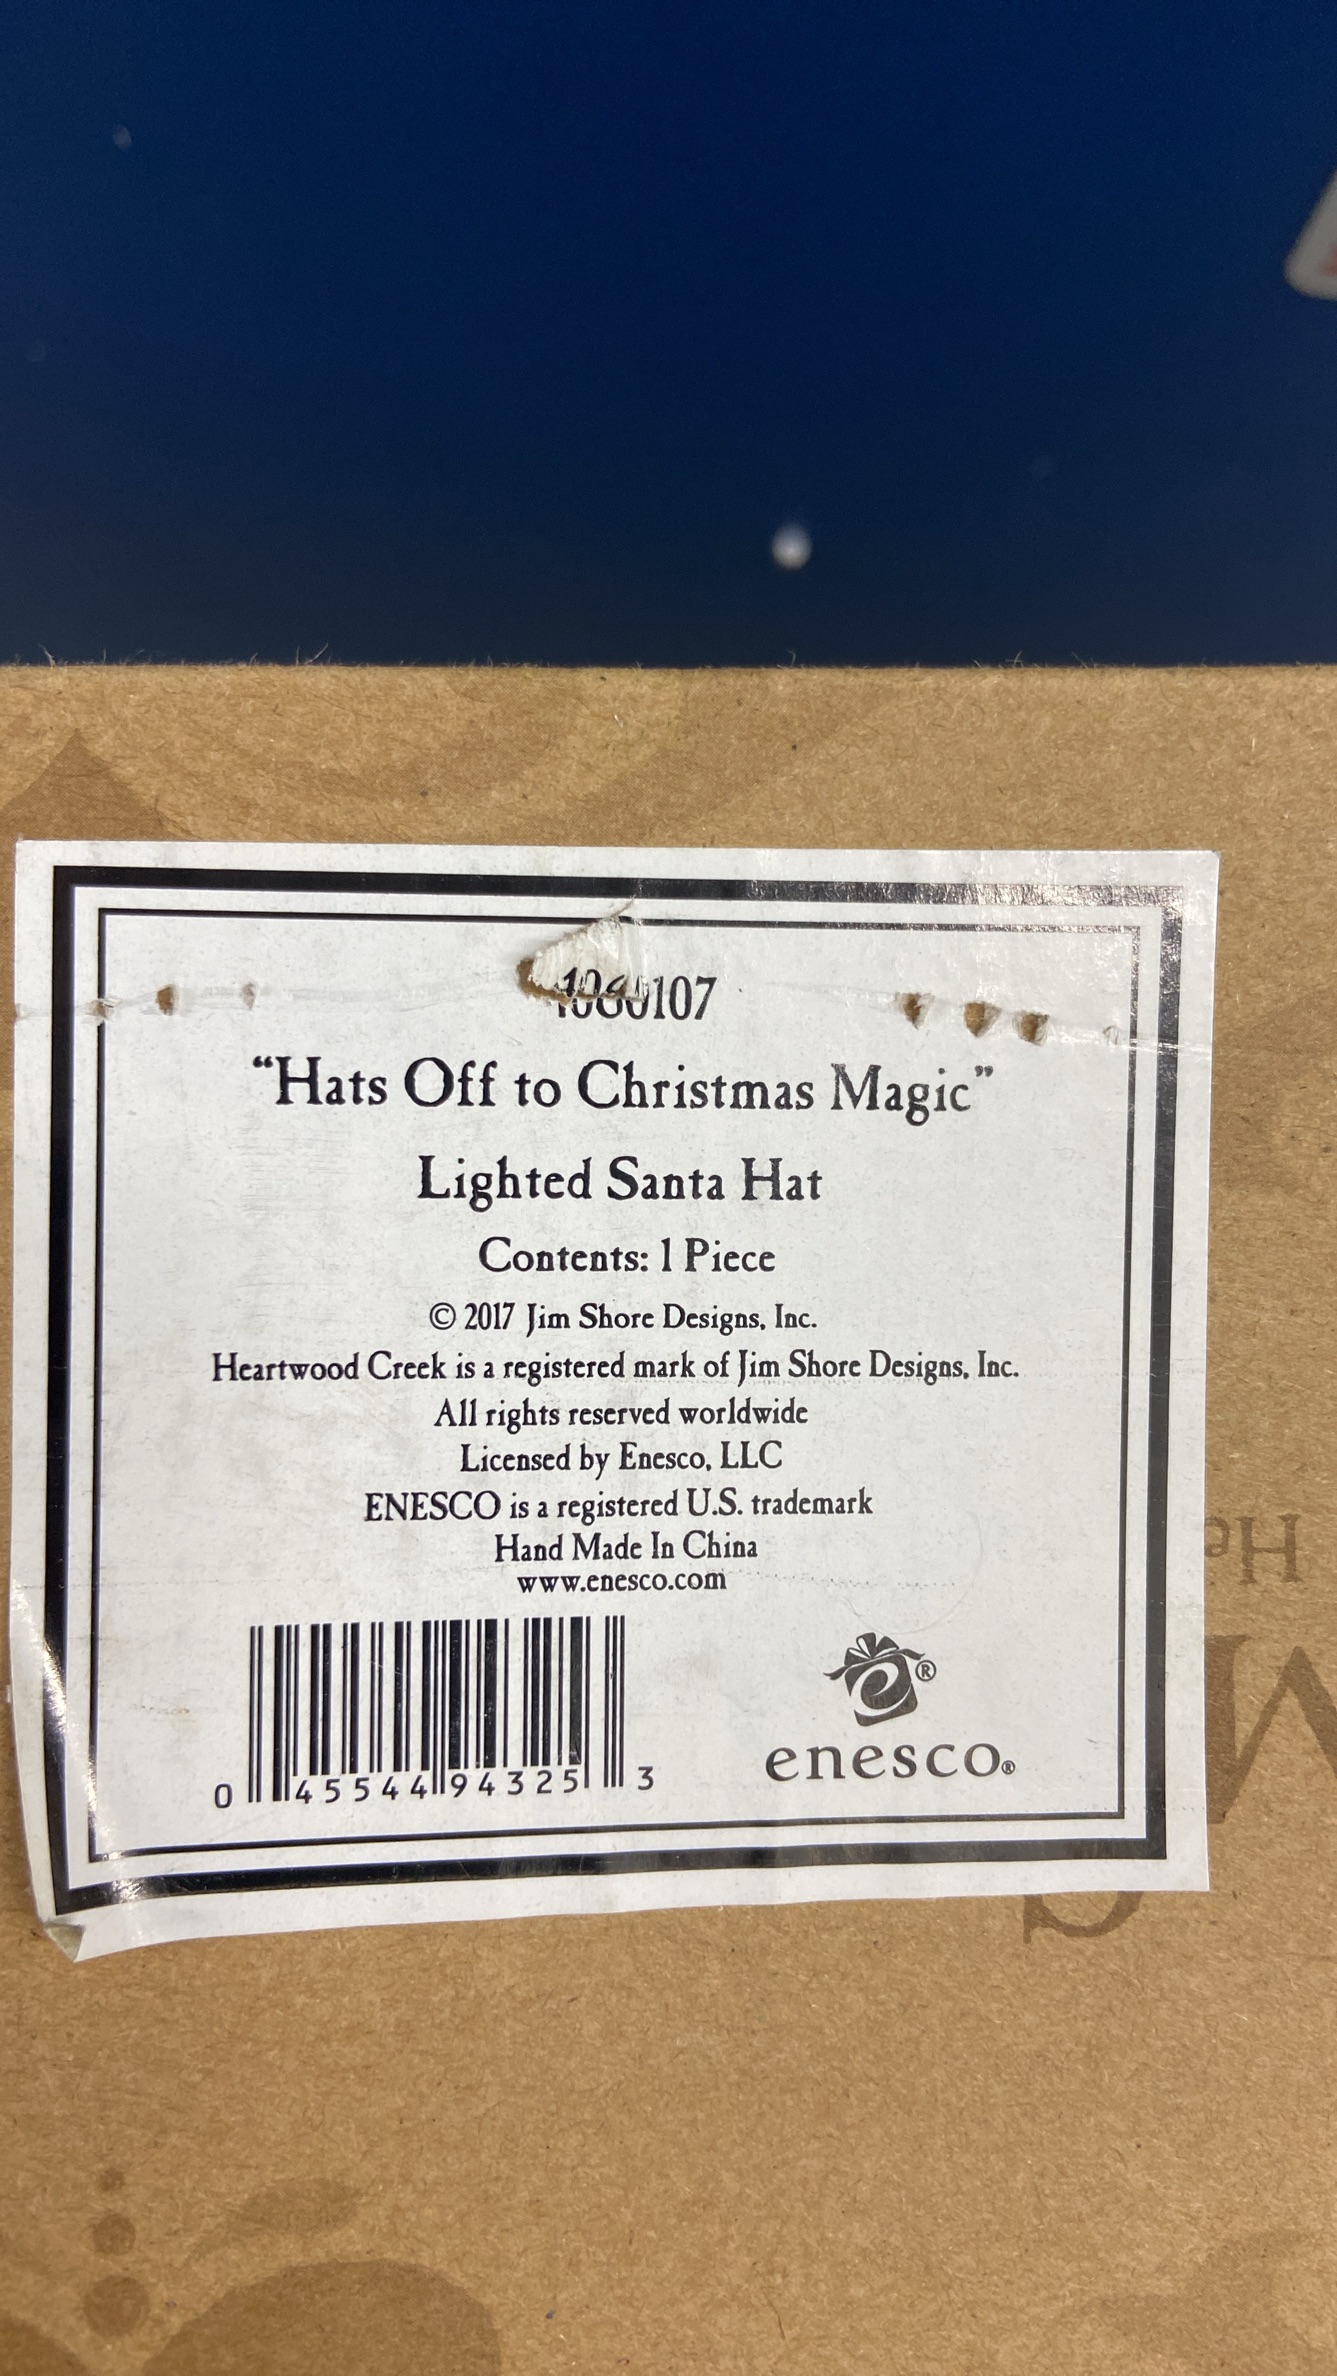 "Hats Off to Christmas Magic"
Lighted Santa Hat
Contents: 1 Piece
© 2017 Jim Shore Designs, Inc.
Heartwood Creek is a registered mark of Jim Shore Designs, Inc.
All rights reserved worldwide
Licensed by Enesco, LLC
ENESCO is a registered U.S. trademark
Hand Made In China
www.enesco.com
0 45544 94325 3
enesco®